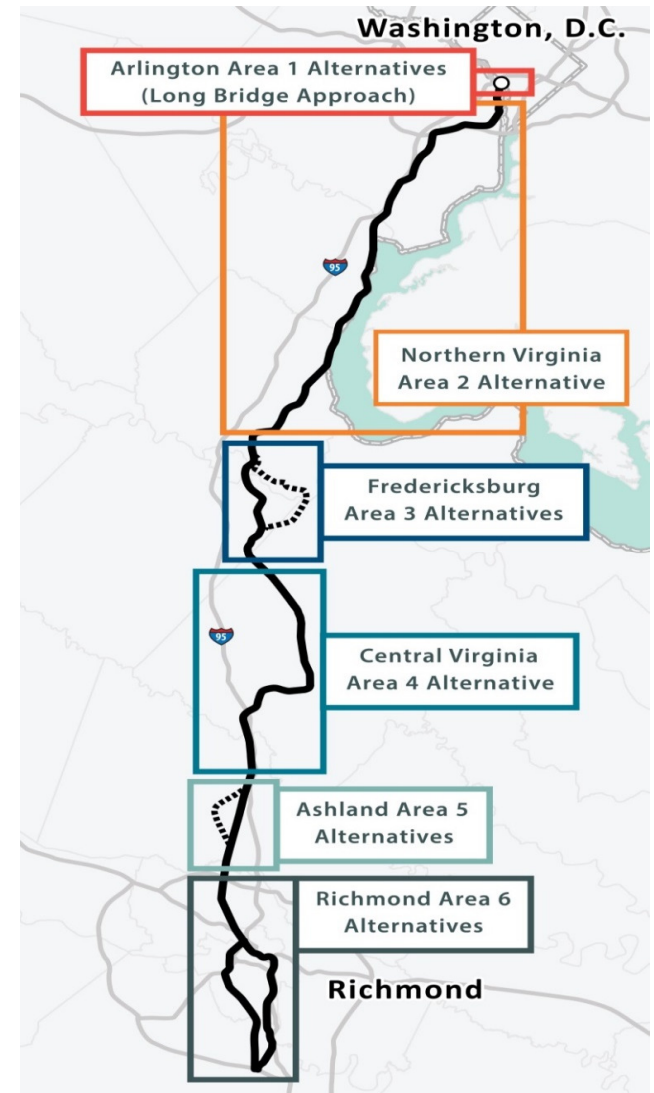 Washington, D.C.
Arlington Area 1 Alternatives
(Long Bridge Approach)
95
Northern Virginia
Area 2 Alternative
Fredericksburg
Area 3 Alternatives
95
Central Virginia
Area 4 Alternative
Ashland Area 5
Alternatives
Richmond Area 6
Alternatives
Richmond